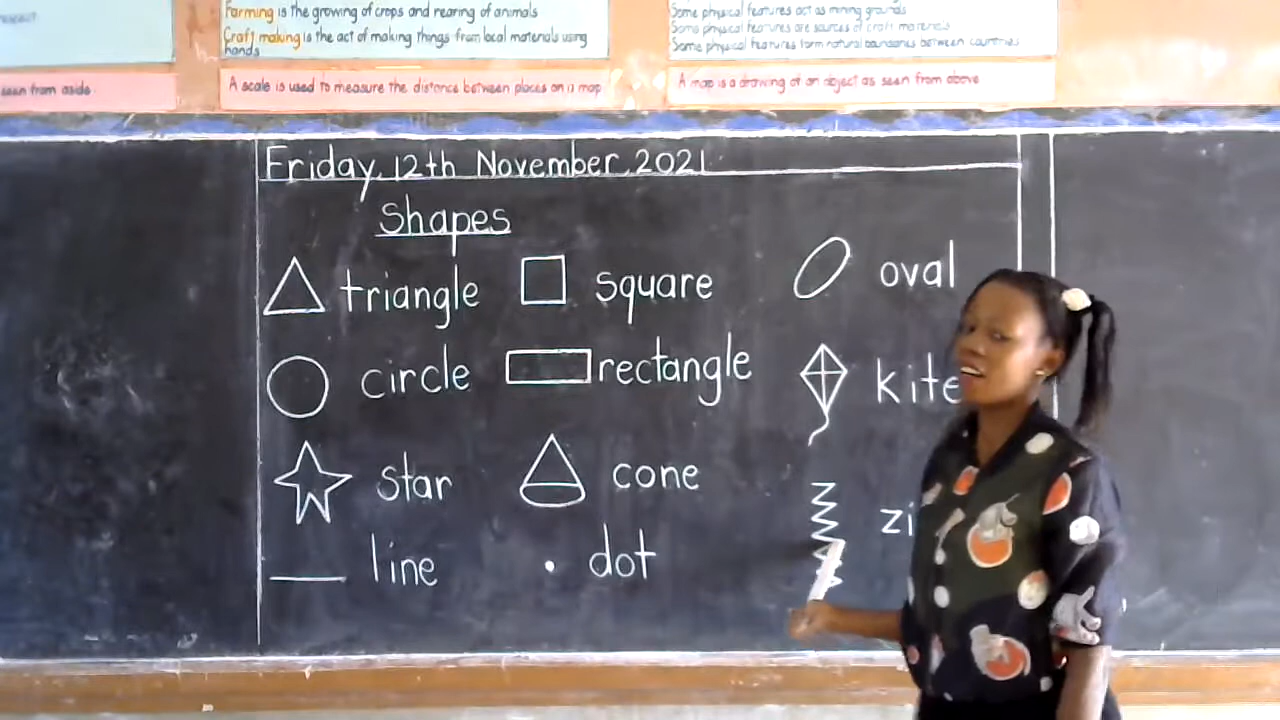 Farming is the growing of crops and rearing of animals
Craft making is the act of making things from local materials using
hands
Some physical features act as mining grounds
Some physical features are sources of craft materials
Some physical features form natural boundaries between countries
seen from aside.
A scale is used to measure the distance between places on a map
A map is a drawing of an object as seen from above
Friday, 12th November, 2021
Shapes
triangle square oval
circle rectangle kite
star cone zi
line dot